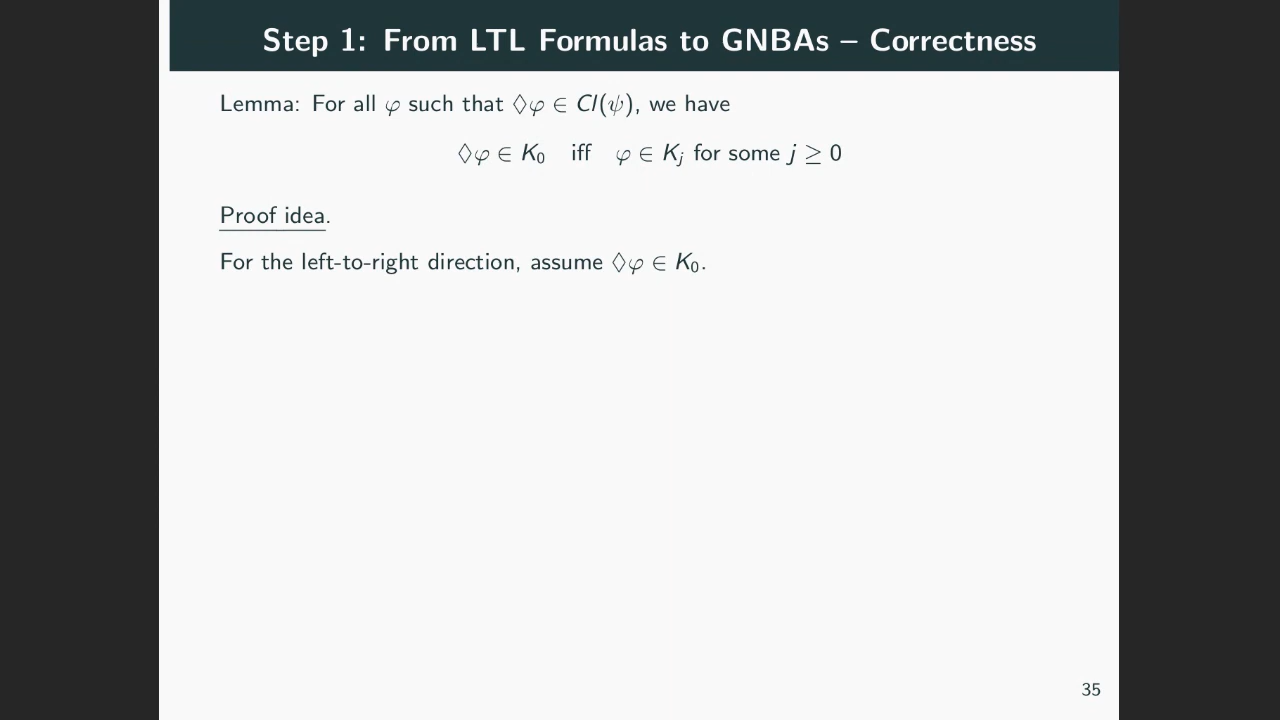 Step 1: From LTL Formulas to GNBAs – Correctness
Lemma: For all φ such that ◊φ ∈ Cl(ψ), we have
◊φ ∈ K₀ iff φ ∈ Kⱼ for some j ≥ 0
Proof idea.
For the left-to-right direction, assume ◊φ ∈ K₀.
35